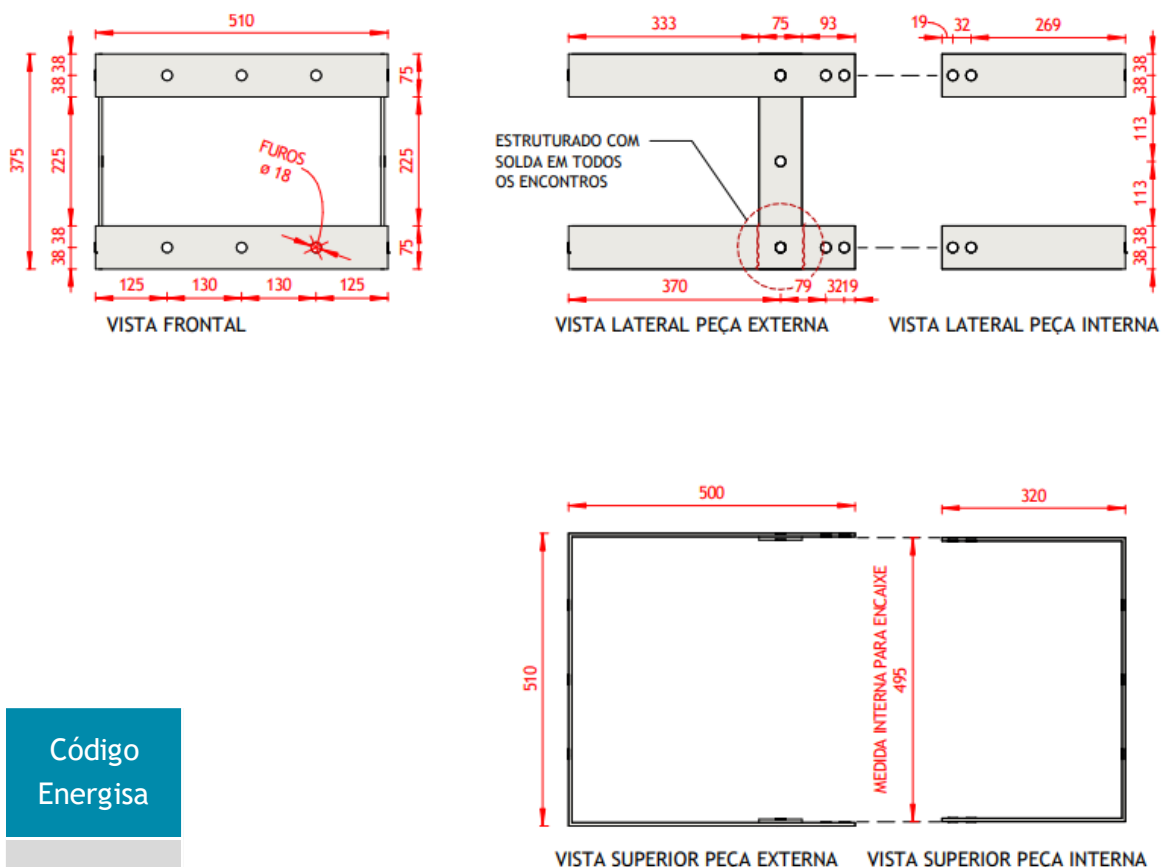 510
38
38
375
225
38
38
75
225
75
FUROS
ø 18
125
130
130
125
VISTA FRONTAL
333
75
93
ESTRUTURADO COM
SOLDA EM TODOS
OS ENCONTROS
370
79
32
19
VISTA LATERAL PEÇA EXTERNA
19
32
269
38
38
113
113
38
38
VISTA LATERAL PEÇA INTERNA
500
510
VISTA SUPERIOR PEÇA EXTERNA
320
MEDIDA INTERNA PARA ENCAIXE
495
VISTA SUPERIOR PEÇA INTERNA
Código
Energisa